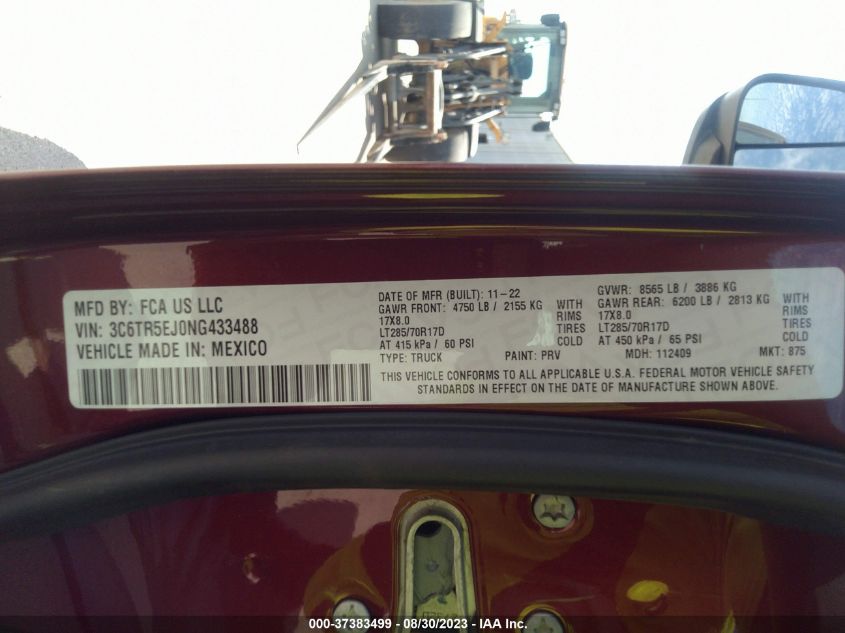 MFD BY: FCA US LLC
VIN: 3C6TR5EJ0NG433488
VEHICLE MADE IN: MEXICO
DATE OF MFR (BUILT): 11-22
GAWR FRONT: 4750 LB / 2155 KG WITH
17X8.0 RIMS
LT285/70R17D TIRES
AT 415 kPa / 60 PSI COLD
GVWR: 8565 LB / 3886 KG
GAWR REAR: 6200 LB / 2813 KG WITH
17X8.0 RIMS
LT285/70R17D TIRES
AT 450 kPa / 65 PSI COLD
TYPE: TRUCK PAINT: PRV MDH: 112409 MKT: 875
THIS VEHICLE CONFORMS TO ALL APPLICABLE U.S.A. FEDERAL MOTOR VEHICLE SAFETY
STANDARDS IN EFFECT ON THE DATE OF MANUFACTURE SHOWN ABOVE.
000-37383499 - 08/30/2023 - IAA Inc.